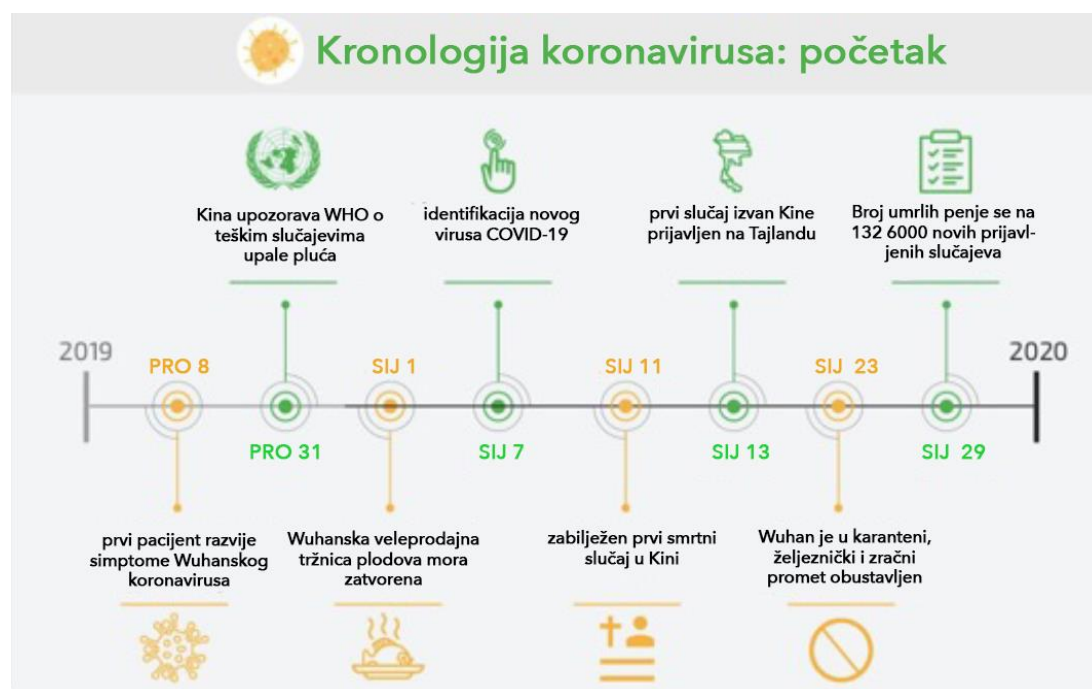 Kronologija koronavirusa: početak
Kina upozorava WHO o
teškim slučajevima
upale pluća
identifikacija novog
virusa COVID-19
prvi slučaj izvan Kine
prijavljen na Tajlandu
Broj umrlih penje se na
132 6000 novih prijavl-
jenih slučajeva
2019
PRO 8
SIJ 1
SIJ 11
SIJ 23
2020
PRO 31
SIJ 7
SIJ 13
SIJ 29
prvi pacijent razvije
simptome Wuhanskog
koronavirusa
Wuhanska veleprodajna
tržnica plodova mora
zatvorena
zabilježen prvi smrtni
slučaj u Kini
Wuhan je u karanteni,
željeznički i zračni
promet obustavljen